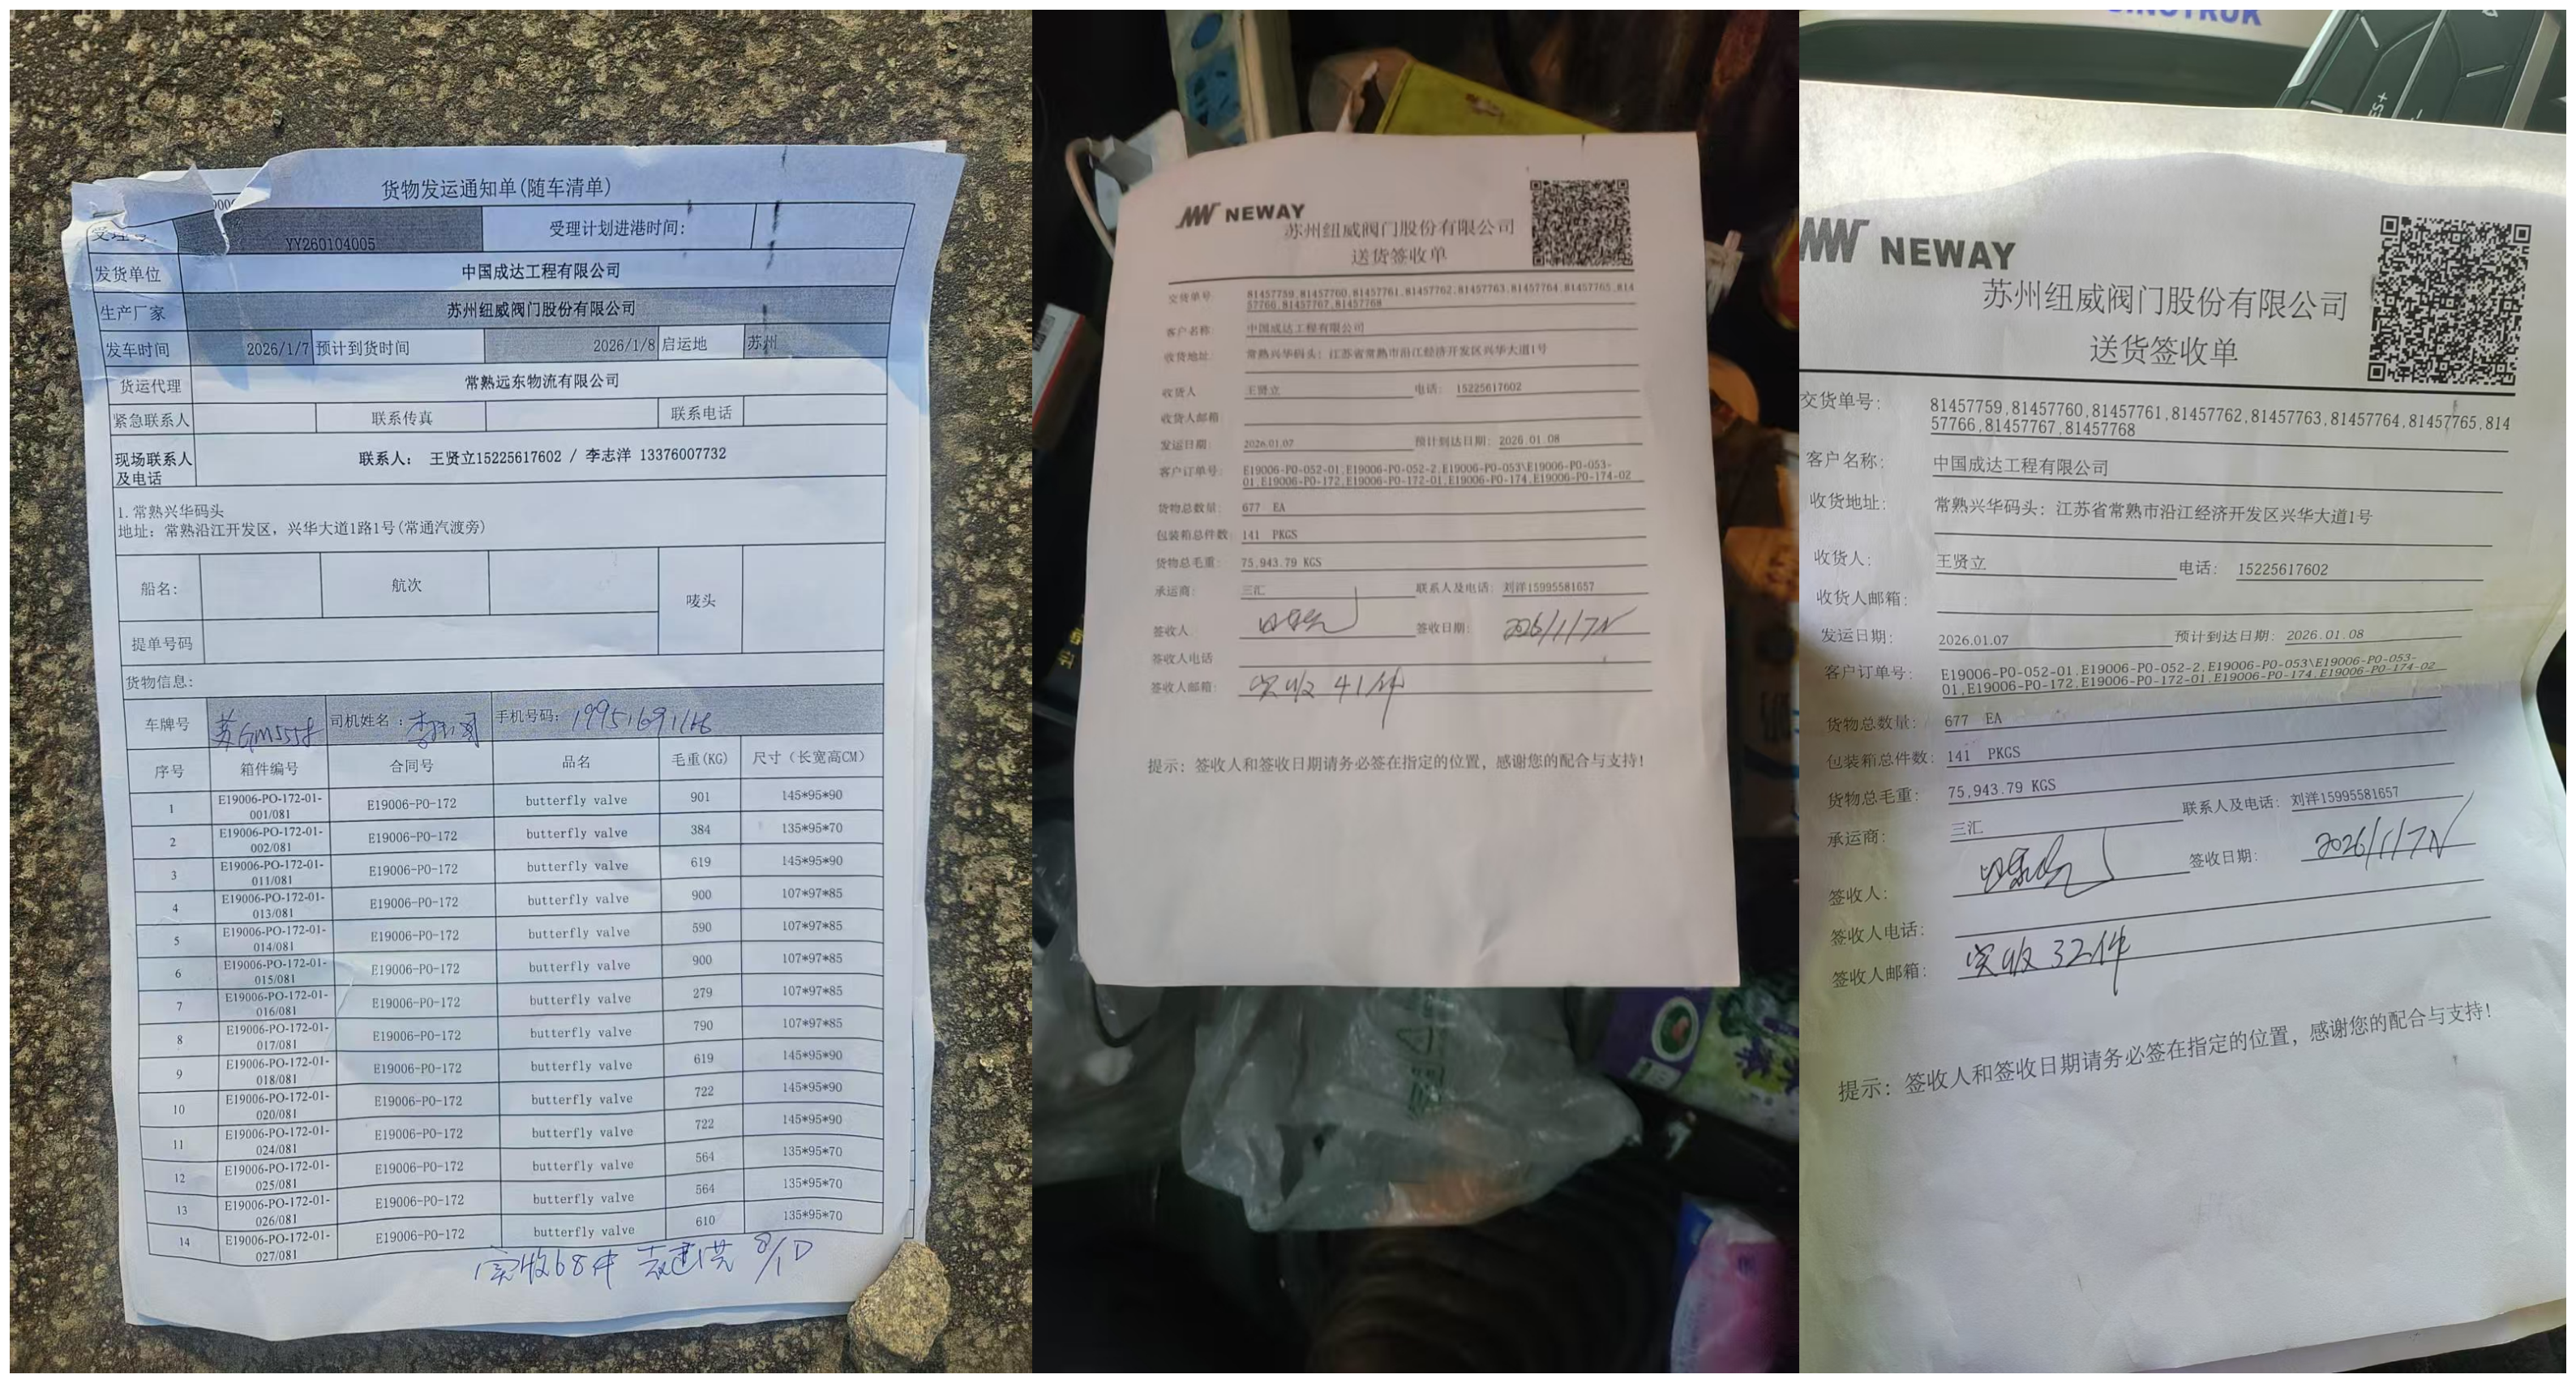 货物发运通知单(随车清单)
YY260104005
受理计划进港时间:
发货单位
中国成达工程有限公司
生产厂家
苏州纽威阀门股份有限公司
发车时间
2026/1/7
预计到货时间
2026/1/8
启运地
苏州
货运代理
常熟远东物流有限公司
紧急联系人
联系传真
联系电话
现场联系人
及电话
联系人: 王贤立15225617602 / 李志洋 13376007732
1.常熟兴华码头
地址: 常熟沿江开发区, 兴华大道1路1号(常通汽渡旁)
船名:
航次
唛头
提单号码
货物信息:
车牌号
司机姓名:
手机号码:
序号 箱件编号 合同号 品名 毛重(KG) 尺寸（长宽高CM）
1 E19006-PO-172-01-001/081 E19006-PO-172 butterfly valve 901 145*95*90
2 E19006-PO-172-01-002/081 E19006-PO-172 butterfly valve 384 135*95*70
3 E19006-PO-172-01-011/081 E19006-PO-172 butterfly valve 619 145*95*90
4 E19006-PO-172-01-013/081 E19006-PO-172 butterfly valve 900 107*97*85
5 E19006-PO-172-01-014/081 E19006-PO-172 butterfly valve 590 107*97*85
6 E19006-PO-172-01-015/081 E19006-PO-172 butterfly valve 900 107*97*85
7 E19006-PO-172-01-016/081 E19006-PO-172 butterfly valve 279 107*97*85
8 E19006-PO-172-01-017/081 E19006-PO-172 butterfly valve 790 107*97*85
9 E19006-PO-172-01-018/081 E19006-PO-172 butterfly valve 619 145*95*90
10 E19006-PO-172-01-020/081 E19006-PO-172 butterfly valve 722 145*95*90
11 E19006-PO-172-01-024/081 E19006-PO-172 butterfly valve 722 145*95*90
12 E19006-PO-172-01-025/081 E19006-PO-172 butterfly valve 564 135*95*70
13 E19006-PO-172-01-026/081 E19006-PO-172 butterfly valve 564 135*95*70
14 E19006-PO-172-01-027/081 E19006-PO-172 butterfly valve 610 135*95*70
实收68件
NEWAY
苏州纽威阀门股份有限公司
送货签收单
交货单号: 81457759,81457760,81457761,81457762,81457763,81457764,81457765,814
57766,81457767,81457768
客户名称: 中国成达工程有限公司
收货地址: 常熟兴华码头: 江苏省常熟市沿江经济开发区兴华大道1号
收货人 王贤立 电话: 15225617602
收货人邮箱:
发运日期: 2026.01.07 预计到达日期: 2026.01.08
客户订单号: E19006-PO-052-01,E19006-PO-052-2,E19006-PO-053\E19006-PO-053-
01,E19006-PO-172,E19006-PO-172-01,E19006-PO-174,E19006-PO-174-02
货物总数量: 677 EA
包装箱总件数: 141 PKGS
货物总毛重: 75,943.79 KGS
承运商: 三汇 联系人及电话: 刘洋15995581657
签收人: 签收日期: 2026/1/7
签收人电话
签收人邮箱: 实收 41件
提示: 签收人和签收日期请务必签在指定的位置, 感谢您的配合与支持!
NEWAY
苏州纽威阀门股份有限公司
送货签收单
交货单号: 81457759,81457760,81457761,81457762,81457763,81457764,81457765,814
57766,81457767,81457768
客户名称: 中国成达工程有限公司
收货地址: 常熟兴华码头: 江苏省常熟市沿江经济开发区兴华大道1号
收货人: 王贤立 电话: 15225617602
收货人邮箱:
发运日期: 2026.01.07 预计到达日期: 2026.01.08
客户订单号: E19006-PO-052-01,E19006-PO-052-2,E19006-PO-053\E19006-PO-053-
01,E19006-PO-172,E19006-PO-172-01,E19006-PO-174,E19006-PO-174-02
货物总数量: 677 EA
包装箱总件数: 141 PKGS
货物总毛重: 75,943.79 KGS
承运商: 三汇 联系人及电话: 刘洋15995581657
签收人: 签收日期: 2026/1/7
签收人电话:
签收人邮箱: 实收 32件
提示: 签收人和签收日期请务必签在指定的位置, 感谢您的配合与支持!